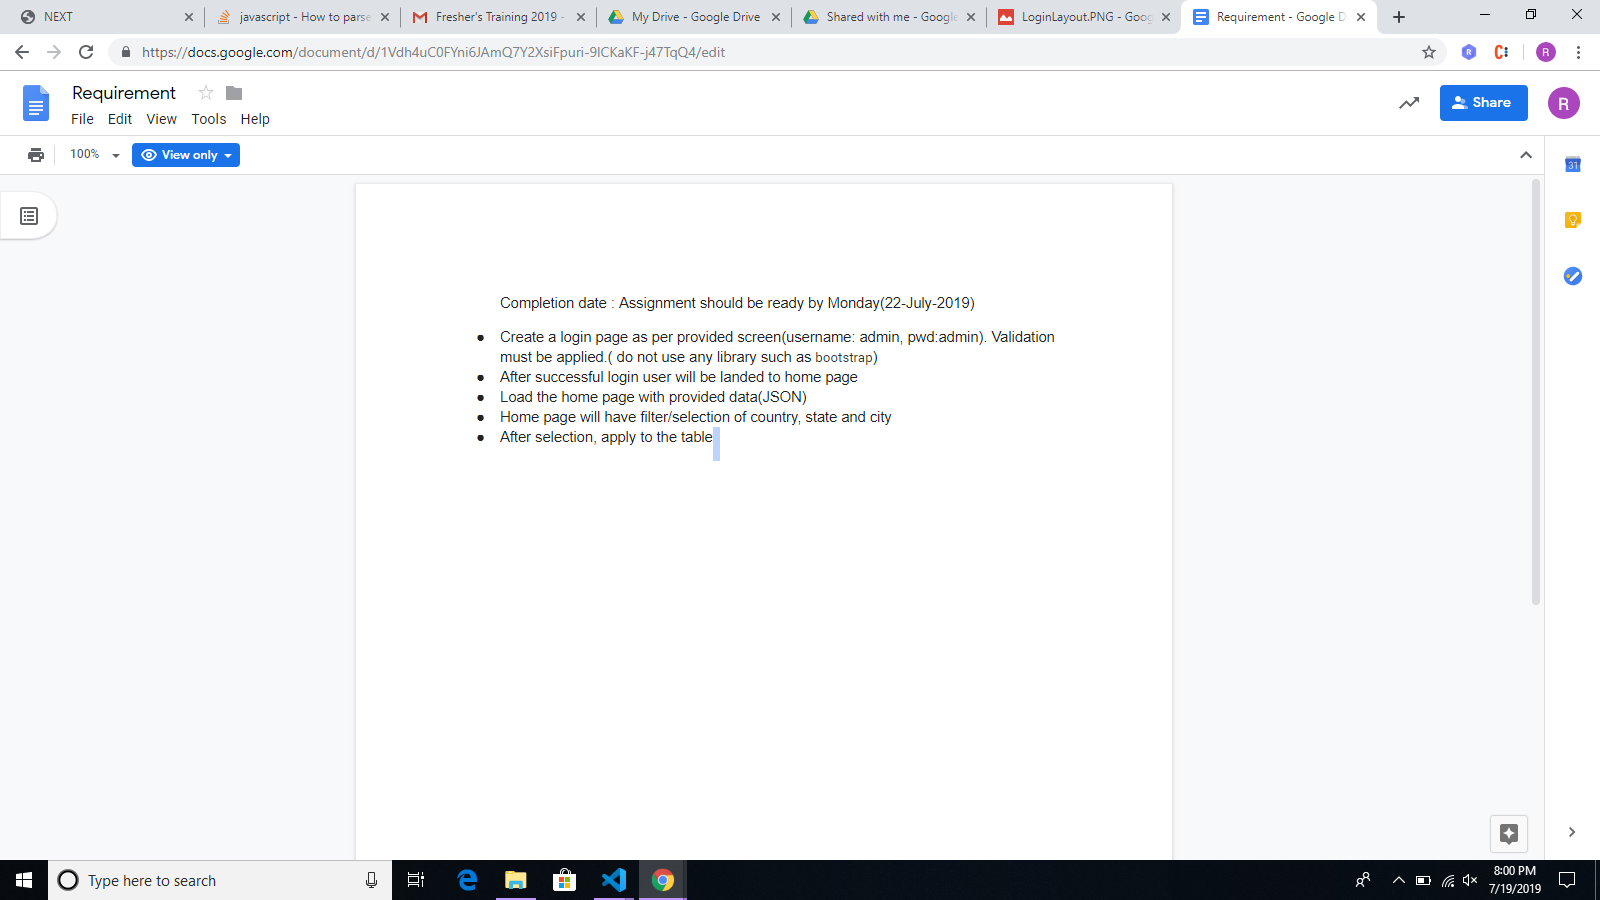 NEXT
javascript - How to parse
Fresher's Training 2019 -
My Drive - Google Drive
Shared with me - Google
LoginLayout.PNG - Goog
Requirement - Google D
https://docs.google.com/document/d/1Vdh4uC0FYni6JAmQ7Y2XsiFpuri-9ICKaKF-j47TqQ4/edit
R
C:
R
Requirement
File Edit View Tools Help
Share
R
100%
View only
31
Completion date : Assignment should be ready by Monday(22-July-2019)
● Create a login page as per provided screen(username: admin, pwd:admin). Validation
must be applied.( do not use any library such as bootstrap)
● After successful login user will be landed to home page
● Load the home page with provided data(JSON)
● Home page will have filter/selection of country, state and city
● After selection, apply to the table
Type here to search
8:00 PM
7/19/2019